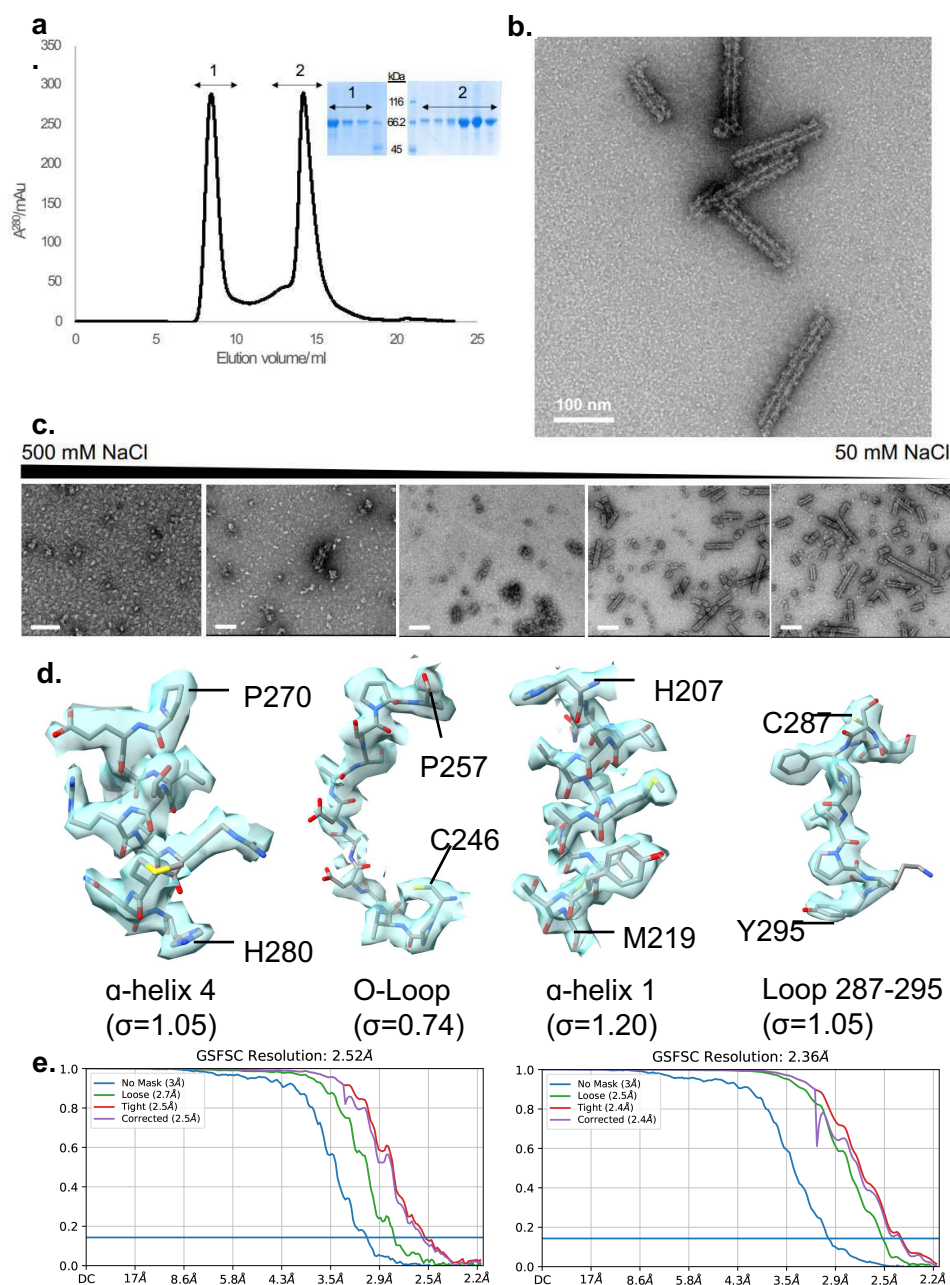 a
.
350
300
250
200
150
100
50
0
A²⁸⁰/mAu
0 5 10 15 20 25
Elution volume/ml
1 2
kDa
1 2
116
66.2
45
b.
100 nm
c.
500 mM NaCl 50 mM NaCl
d.
P270
H280
α-helix 4
(σ=1.05)
P257
C246
O-Loop
(σ=0.74)
H207
M219
α-helix 1
(σ=1.20)
C287
Y295
Loop 287-295
(σ=1.05)
e.
GSFSC Resolution: 2.52Å
1.0
0.8
0.6
0.4
0.2
0.0
No Mask (3Å)
Loose (2.7Å)
Tight (2.5Å)
Corrected (2.5Å)
DC 17Å 8.6Å 5.8Å 4.3Å 3.5Å 2.9Å 2.5Å 2.2Å
GSFSC Resolution: 2.36Å
1.0
0.8
0.6
0.4
0.2
0.0
No Mask (3Å)
Loose (2.5Å)
Tight (2.4Å)
Corrected (2.4Å)
DC 17Å 8.6Å 5.8Å 4.3Å 3.5Å 2.9Å 2.5Å 2.2Å